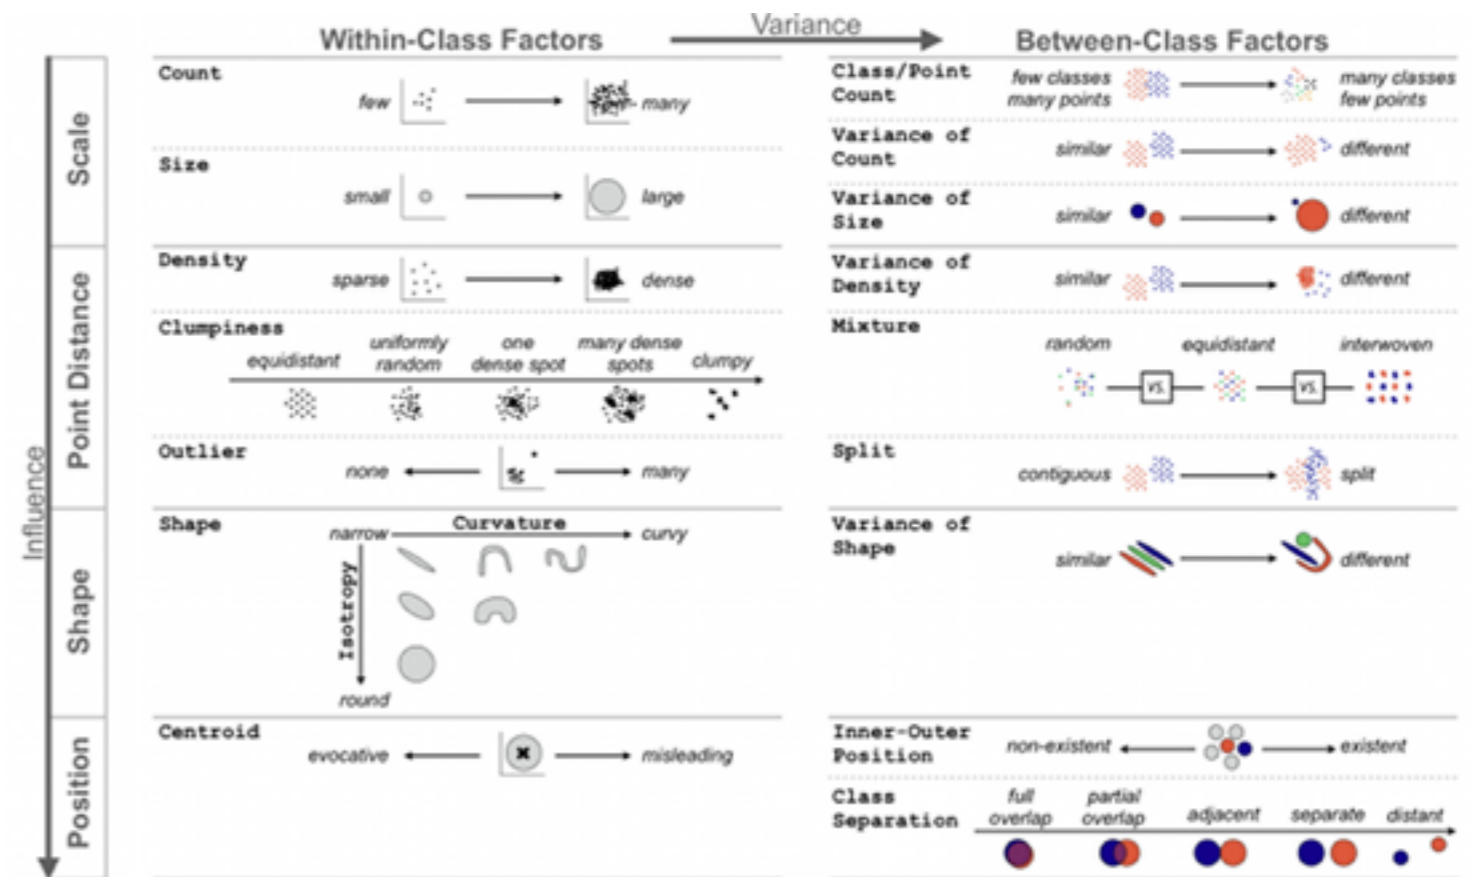 Within-Class Factors
Variance
Between-Class Factors
Influence
Scale
Count
few
many
Size
small
large
Class/Point
Count
few classes
many points
many classes
few points
Variance of
Count
similar
different
Variance of
Size
similar
different
Point Distance
Density
sparse
dense
Clumpiness
equidistant
uniformly
random
one
dense spot
many dense
spots
clumpy
Outlier
none
many
Variance of
Density
similar
different
Mixture
random
equidistant
interwoven
vs.
vs.
Split
contiguous
split
Shape
Shape
narrow
Curvature
curvy
Isotropy
round
Variance of
Shape
similar
different
Position
Centroid
evocative
misleading
Inner-Outer
Position
non-existent
existent
Class
Separation
full
overlap
partial
overlap
adjacent
separate
distant